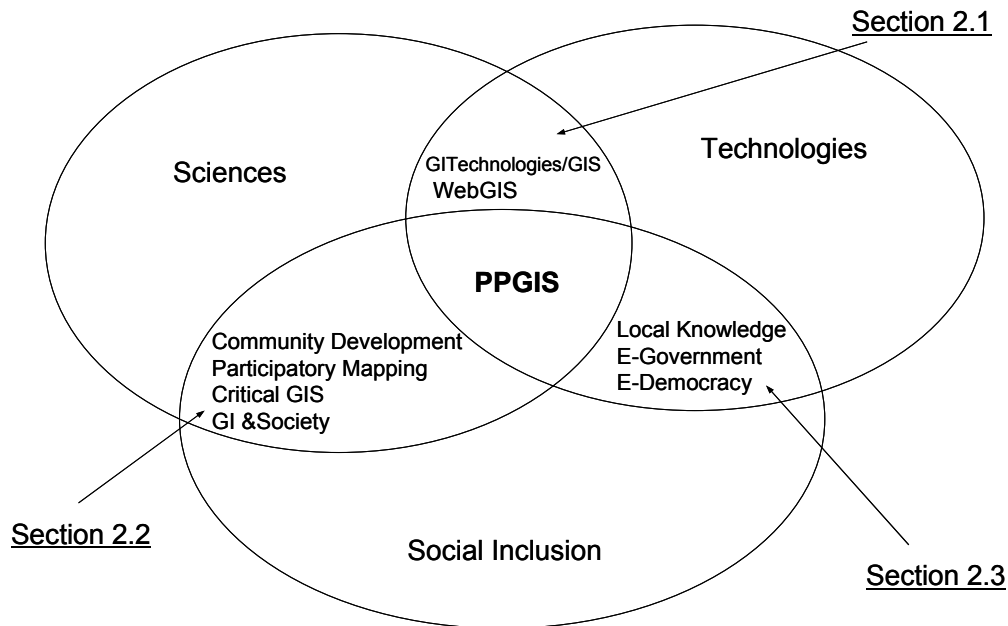 Section 2.1
Sciences
Technologies
GITechnologies/GIS
WebGIS
PPGIS
Community Development
Participatory Mapping
Critical GIS
GI &Society
Local Knowledge
E-Government
E-Democracy
Section 2.2
Social Inclusion
Section 2.3